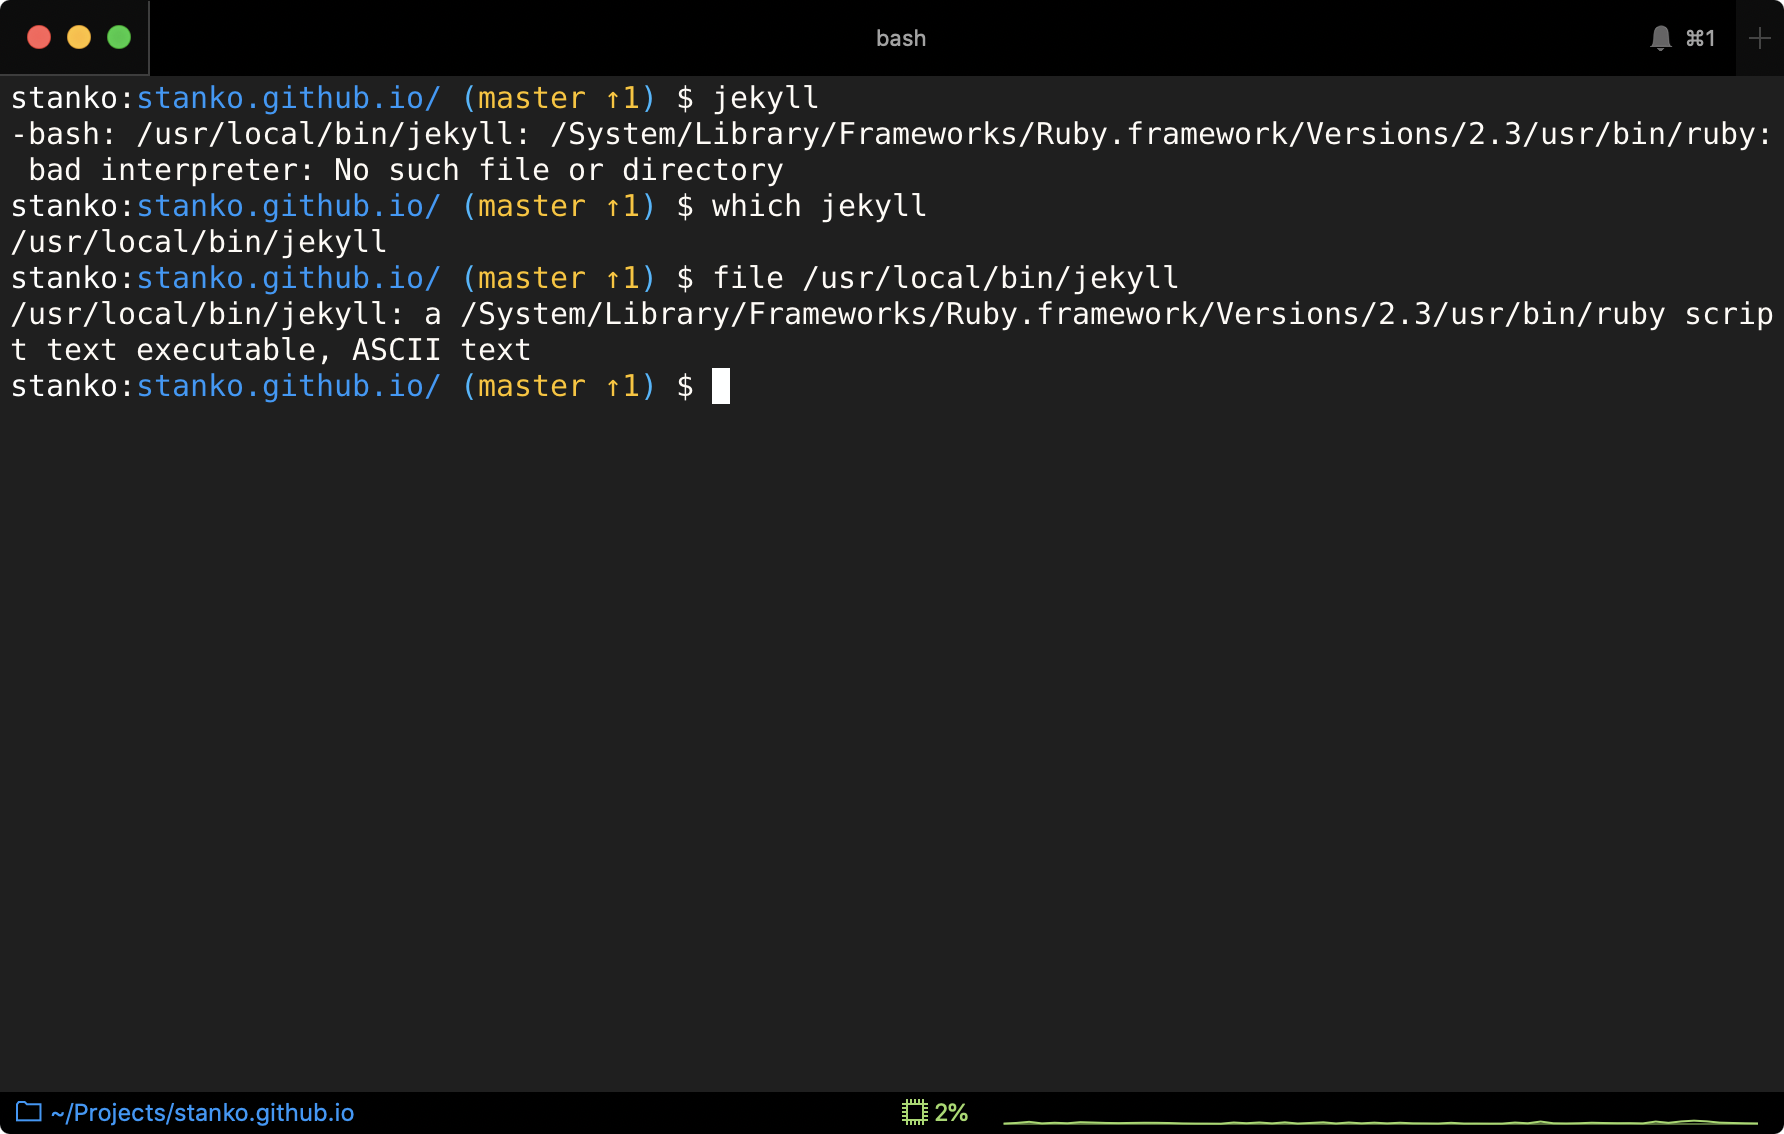 bash
⌘1
stanko:stanko.github.io/ (master ↑1) $ jekyll
-bash: /usr/local/bin/jekyll: /System/Library/Frameworks/Ruby.framework/Versions/2.3/usr/bin/ruby:
 bad interpreter: No such file or directory
stanko:stanko.github.io/ (master ↑1) $ which jekyll
/usr/local/bin/jekyll
stanko:stanko.github.io/ (master ↑1) $ file /usr/local/bin/jekyll
/usr/local/bin/jekyll: a /System/Library/Frameworks/Ruby.framework/Versions/2.3/usr/bin/ruby scrip
t text executable, ASCII text
stanko:stanko.github.io/ (master ↑1) $
~/Projects/stanko.github.io
2%